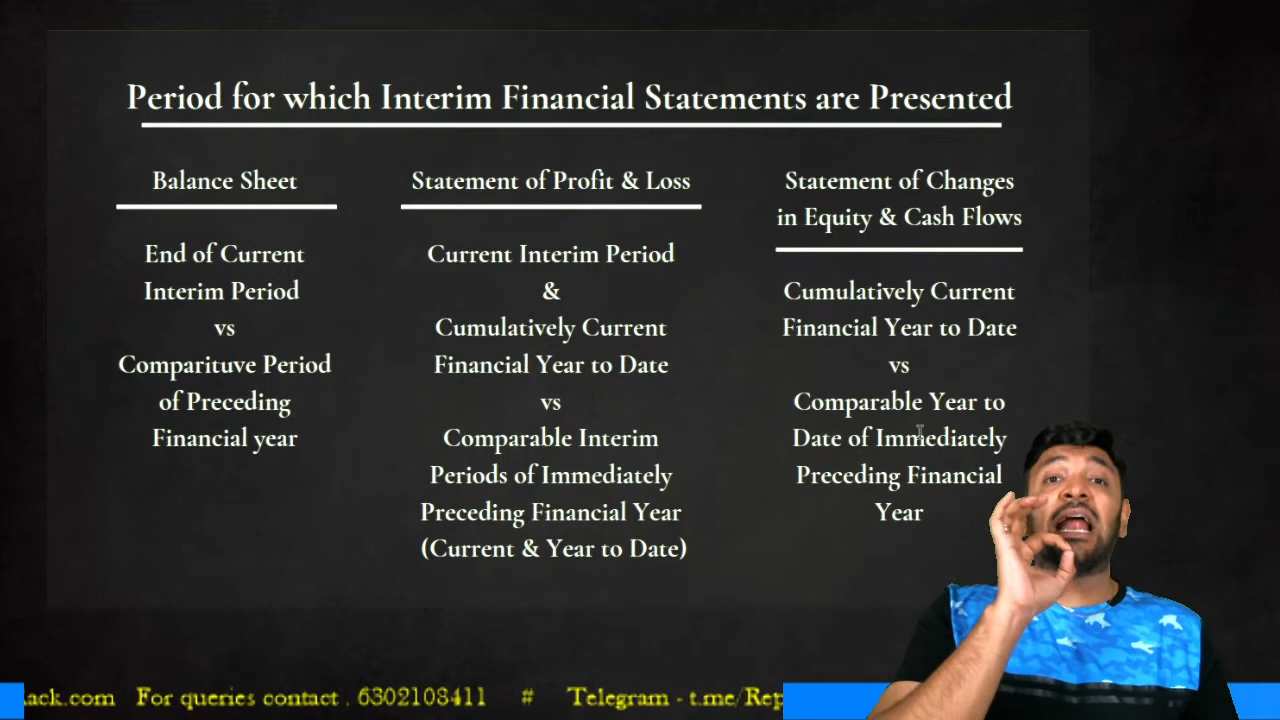 Period for which Interim Financial Statements are Presented
Balance Sheet
End of Current
Interim Period
vs
Comparituve Period
of Preceding
Financial year
Statement of Profit & Loss
Current Interim Period
&
Cumulatively Current
Financial Year to Date
vs
Comparable Interim
Periods of Immediately
Preceding Financial Year
(Current & Year to Date)
Statement of Changes
in Equity & Cash Flows
Cumulatively Current
Financial Year to Date
vs
Comparable Year to
Date of Immediately
Preceding Financial
Year
ack.com For queries contact . 6302108411 # Telegram - t.me/Rep